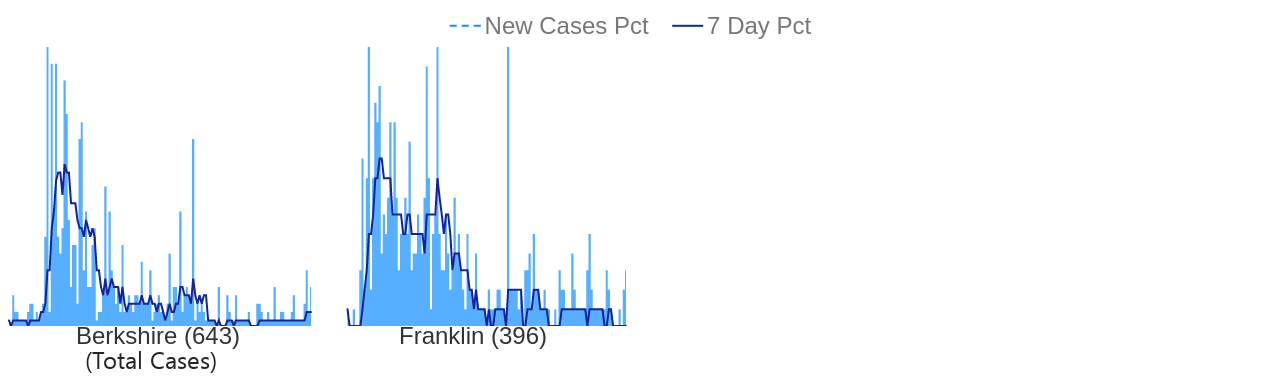 New Cases Pct 7 Day Pct
Berkshire (643) Franklin (396)
(Total Cases)